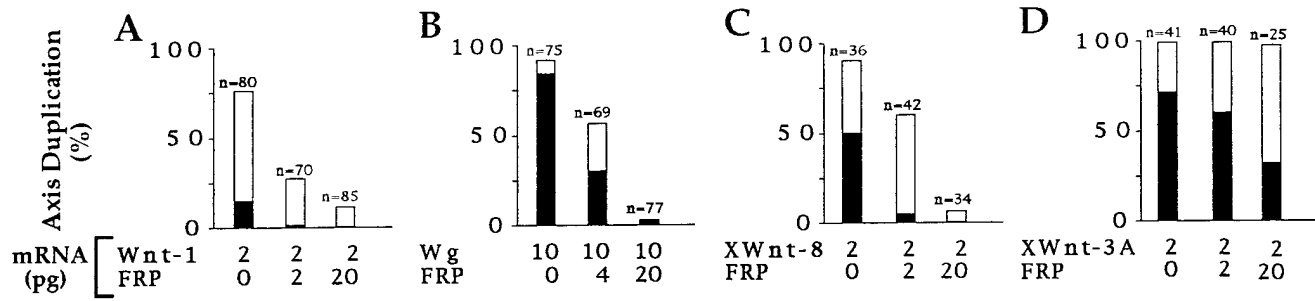 A
B
C
D
Axis Duplication
(%)
100
50
0
n=80
n=70
n=85
100
50
0
n=75
n=69
n=77
100
50
0
n=36
n=42
n=34
100
50
0
n=41
n=40
n=25
mRNA
(pg)
Wnt-1 2 2 2
FRP 0 2 20
Wg 10 10 10
FRP 0 4 20
XWnt-8 2 2 2
FRP 0 2 20
XWnt-3A 2 2 2
FRP 0 2 20